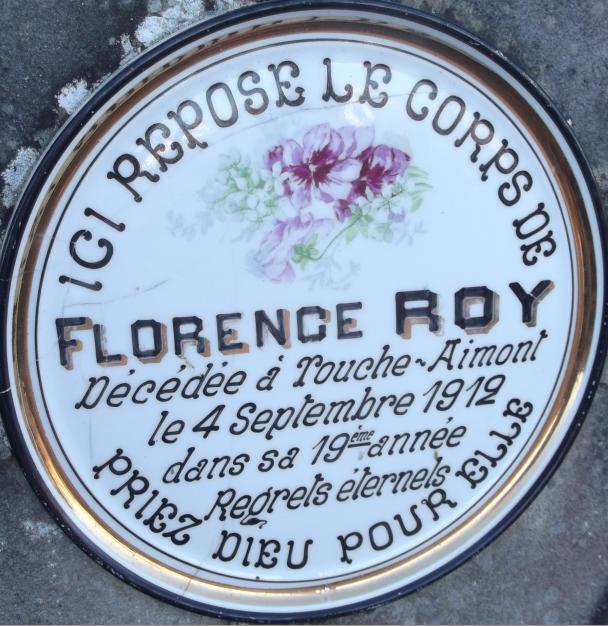 ICI REPOSE LE CORPS DE
FLORENCE ROY
Décédée à Touche-Aimont
le 4 Septembre 1912
dans sa 19ème année
Regrets éternels
PRIEZ DIEU POUR ELLE